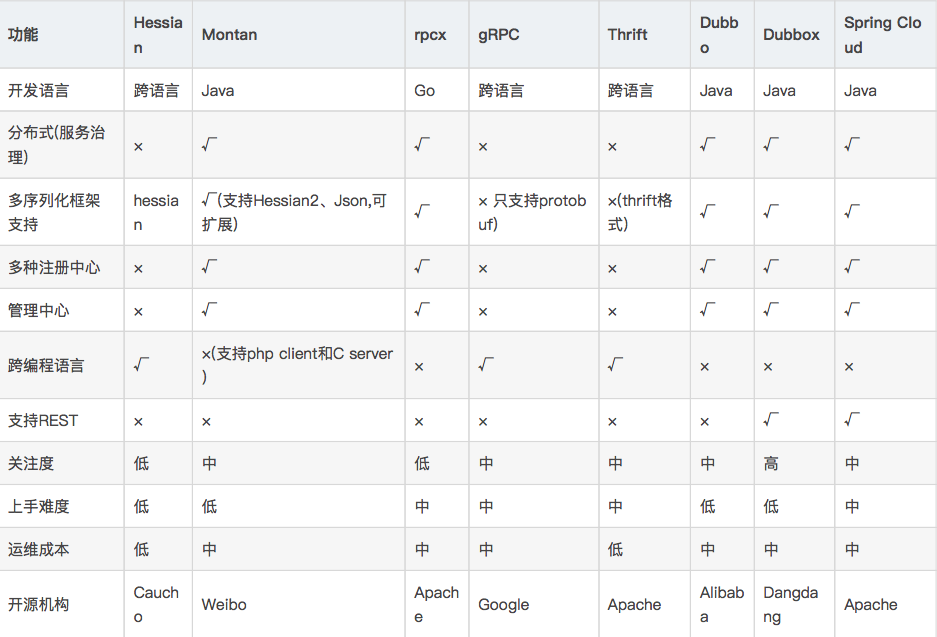 功能 Hessian Montan rpcx gRPC Thrift Dubbo Dubbox Spring Cloud
开发语言 跨语言 Java Go 跨语言 跨语言 Java Java Java
分布式(服务治理) × √ √ × × √ √ √
多序列化框架支持 hessian √(支持Hessian2、Json,可扩展) √ × 只支持protobuf) ×(thrift格式) √ √ √
多种注册中心 × √ √ × × √ √ √
管理中心 × √ √ × × √ √ √
跨编程语言 √ ×(支持php client和C server) × √ √ × × ×
支持REST × × × × × × √ √
关注度 低 中 低 中 中 中 高 中
上手难度 低 低 中 中 中 低 低 中
运维成本 低 中 中 中 低 中 中 中
开源机构 Caucho Weibo Apache Google Apache Alibaba Dangdang Apache